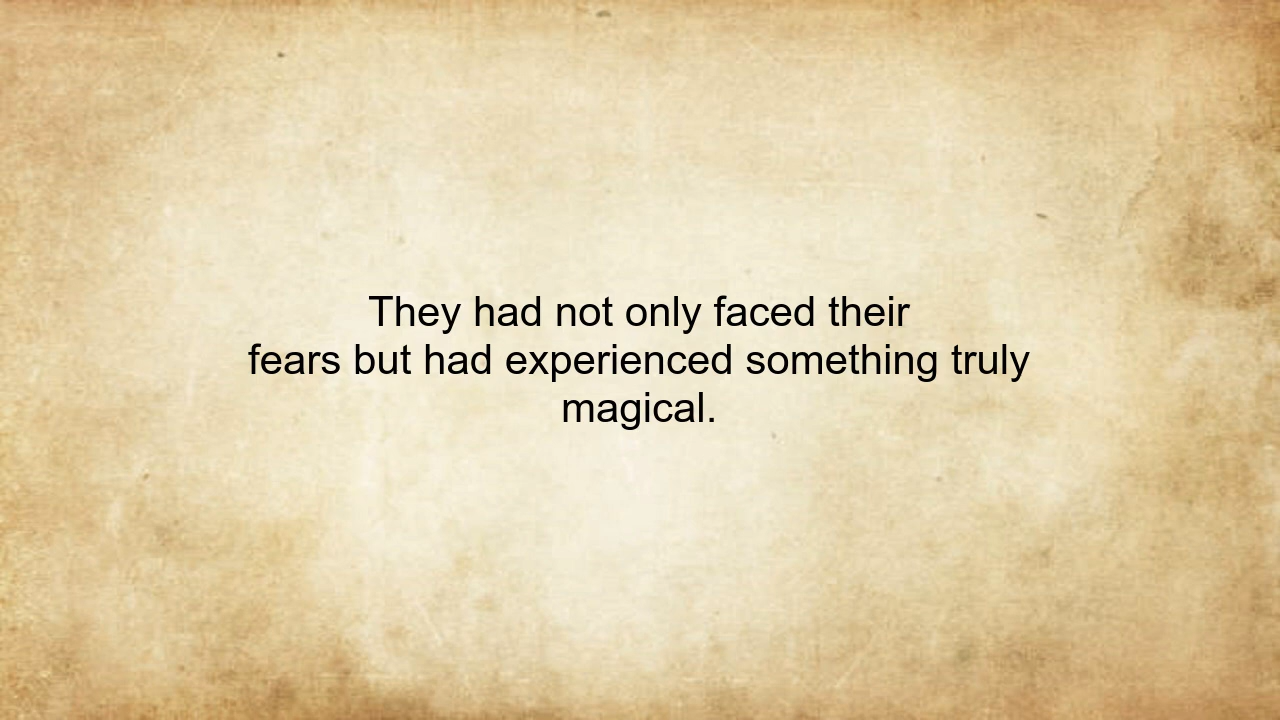 They had not only faced their
fears but had experienced something truly
magical.